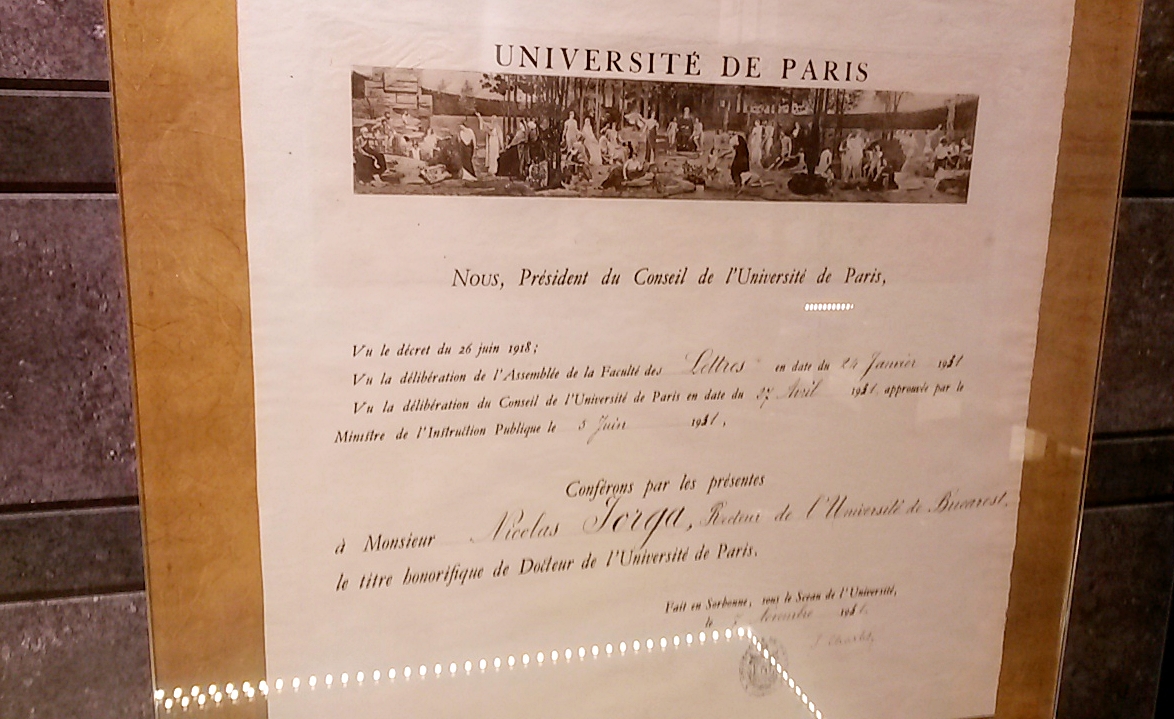 UNIVERSITÉ DE PARIS
NOUS, Président du Conseil de l'Université de Paris,
Vu le décret du 26 juin 1918;
Vu la délibération de l'Assemblée de la Faculté des Lettres en date du 24 Janvier 1931
Vu la délibération du Conseil de l'Université de Paris en date du 27 Avril 1931, approuvée par le
Ministre de l'Instruction Publique le 5 Juin 1931,
Conférons par les présentes
à Monsieur Nicolas Jorga, Recteur de l'Université de Bucarest.
le titre honorifique de Docteur de l'Université de Paris.
Fait en Sorbonne, sous le Sceau de l'Université,
le Novembre 1931